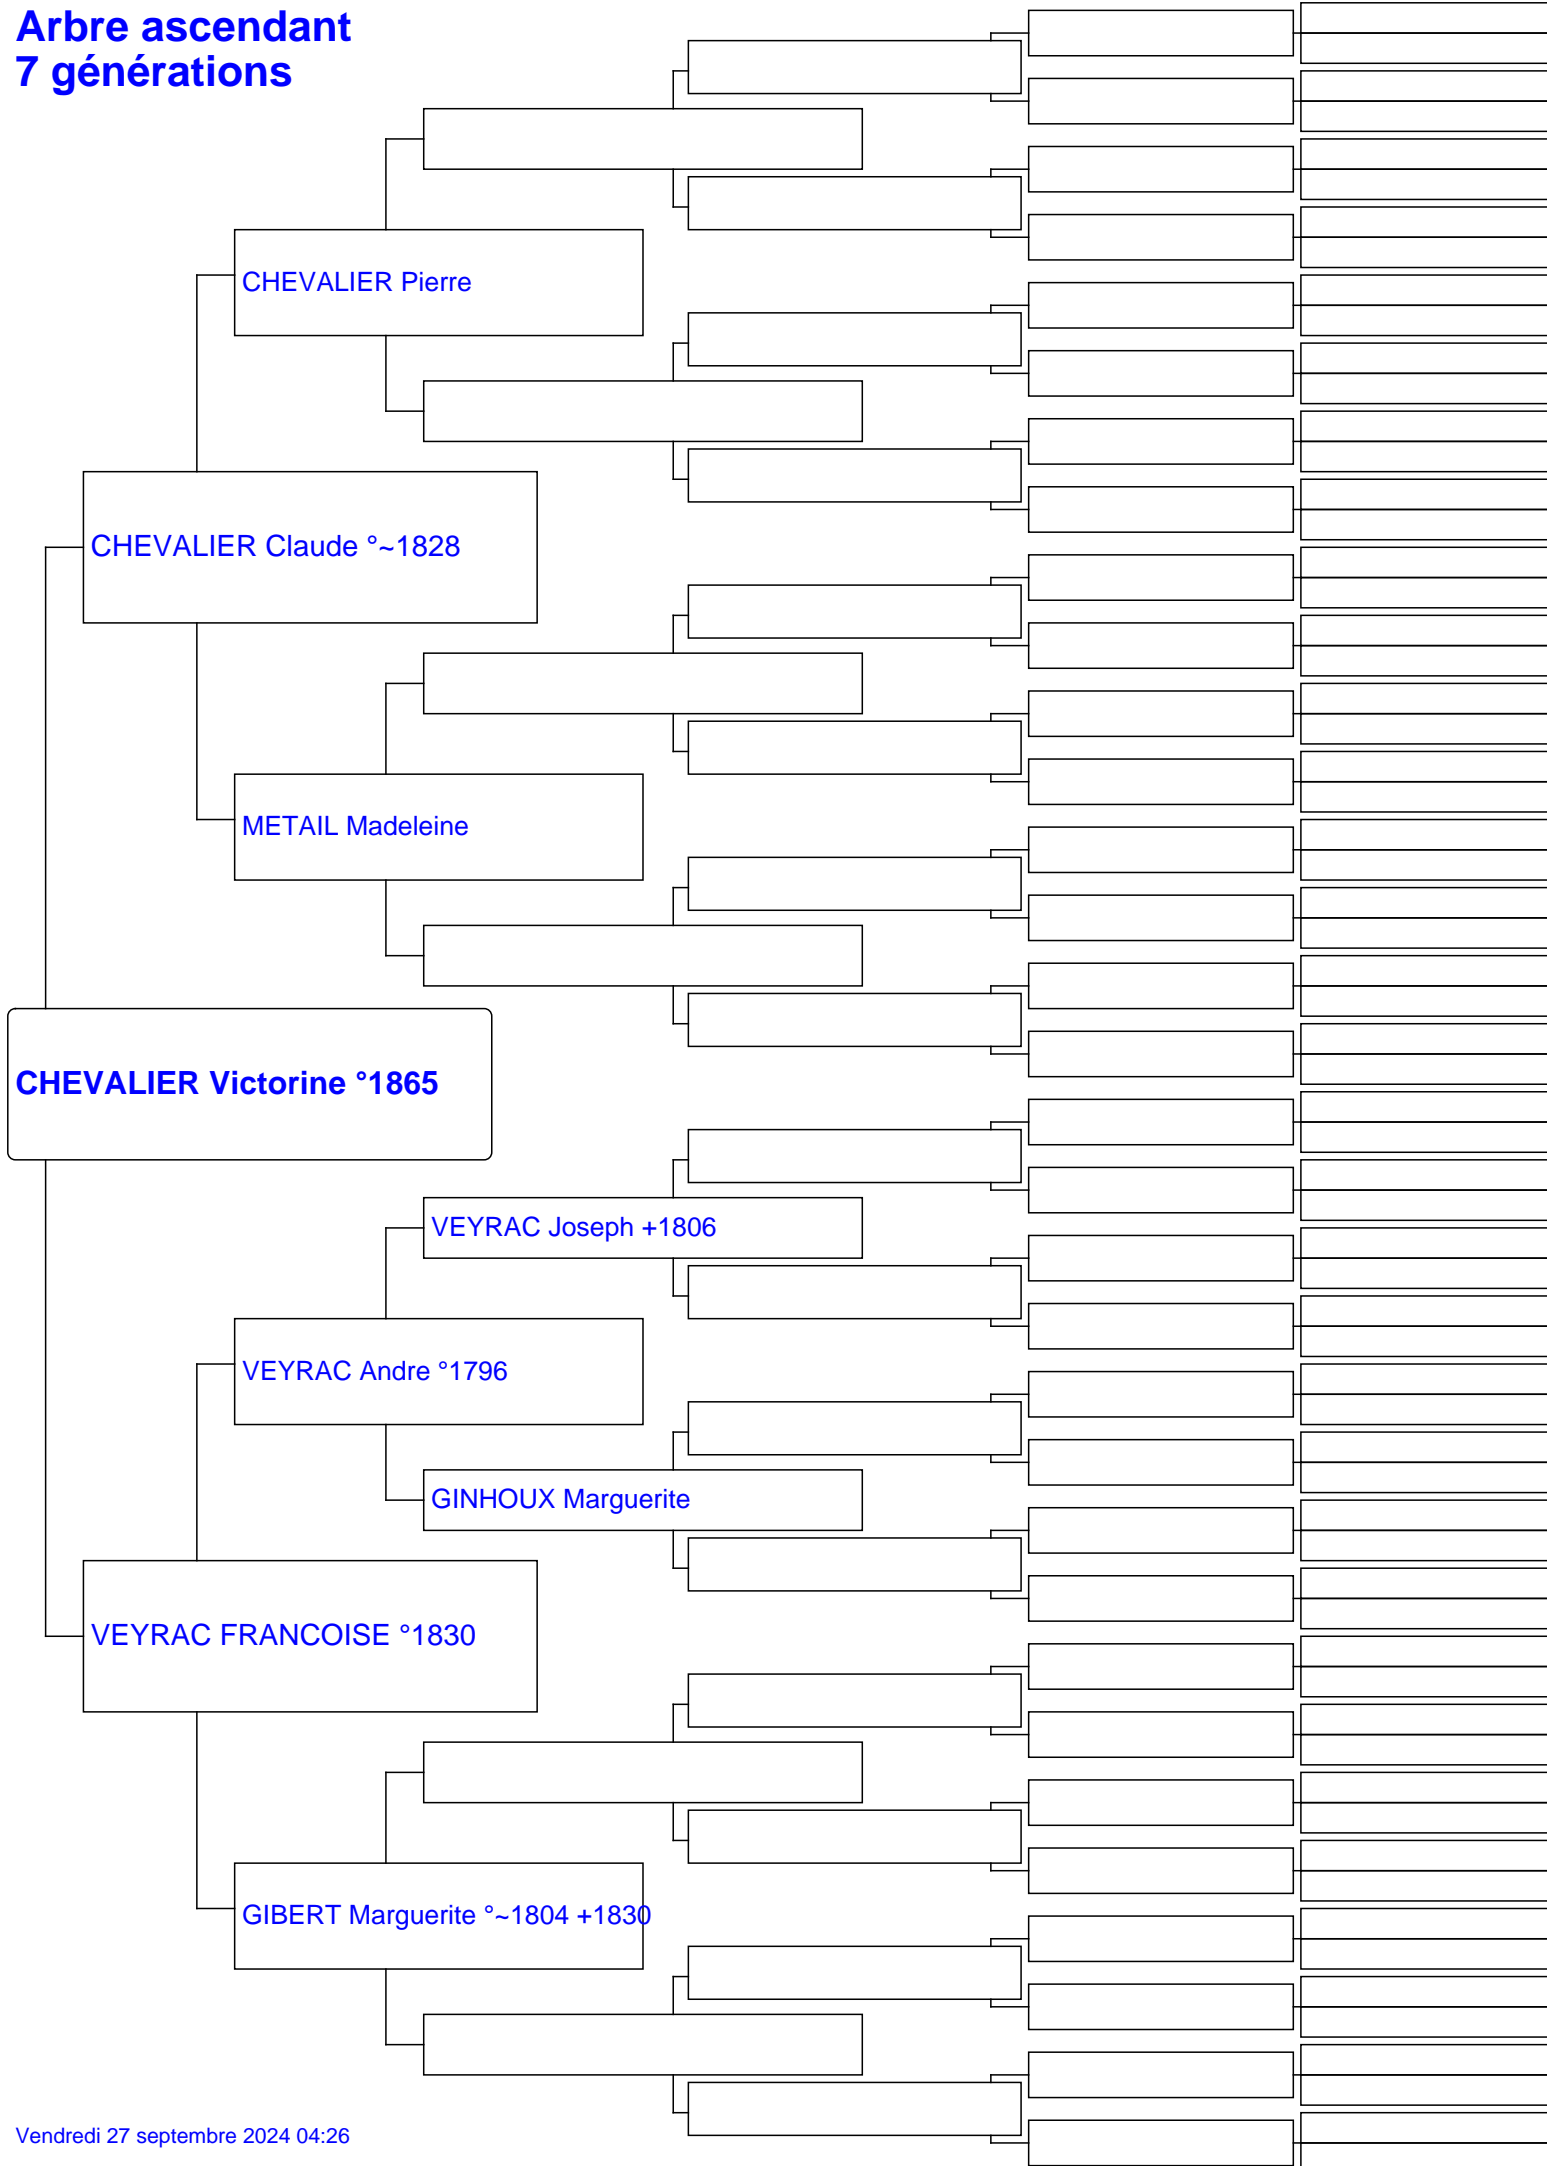 Arbre ascendant
7 générations
CHEVALIER Pierre
CHEVALIER Claude °~1828
METAIL Madeleine
CHEVALIER Victorine °1865
VEYRAC Joseph +1806
VEYRAC Andre °1796
GINHOUX Marguerite
VEYRAC FRANCOISE °1830
GIBERT Marguerite °~1804 +1830
Vendredi 27 septembre 2024 04:26